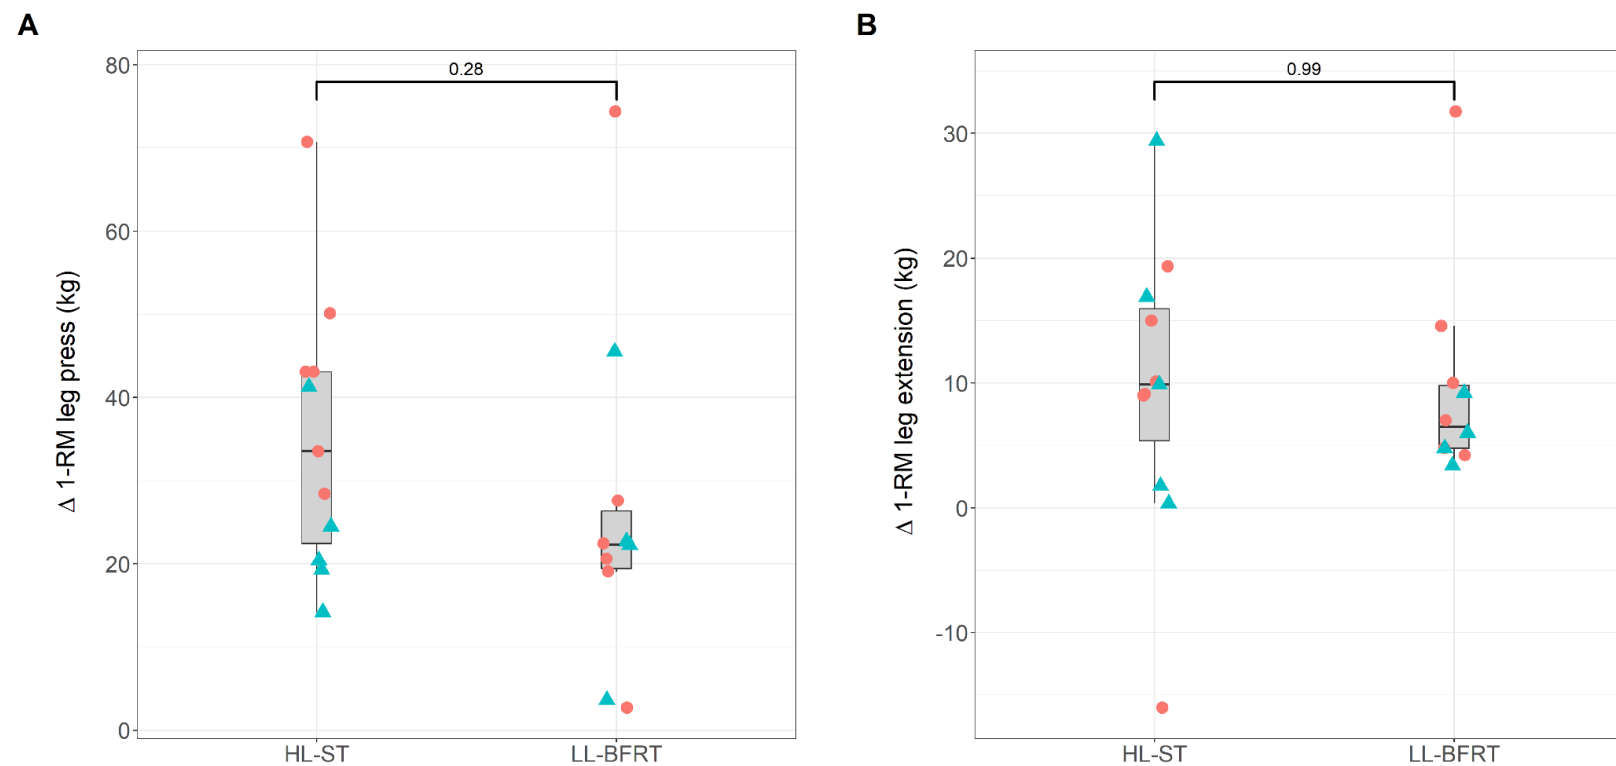 A
Δ 1-RM leg press (kg)
80
60
40
20
0
0.28
HL-ST
LL-BFRT
B
Δ 1-RM leg extension (kg)
30
20
10
0
-10
0.99
HL-ST
LL-BFRT